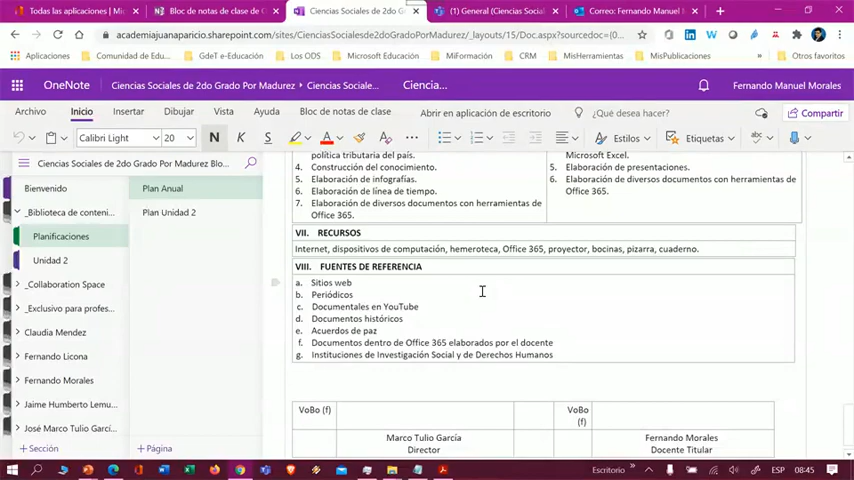 Todas las aplicaciones | Mic
Bloc de notas de clase de C
Ciencias Sociales de 2do G
(1) General (Ciencias Social
Correo: Fernando Manuel M
academiajuanaparicio.sharepoint.com/sites/CienciasSocialesde2doGradoPorMadurez/_layouts/15/Doc.aspx?sourcedoc={0...
Aplicaciones
Comunidad de Edu...
GdeT e-Education
Los ODS
Microsoft
MiFormación
CRM
MisHerramientas
MisPublicaciones
Otros favoritos
OneNote
Ciencias Sociales de 2do Grado Por Madurez › Ciencias Sociale...
Ciencia...
Fernando Manuel Morales
Archivo
Inicio
Insertar
Dibujar
Vista
Ayuda
Bloc de notas de clase
Abrir en aplicación de escritorio
¿Qué desea hacer?
Compartir
Calibri Light
20
N
K
S
A
Estilos
Etiquetas
Ciencias Sociales de 2do Grado Por Madurez Blo...
Bienvenido
_Biblioteca de conteni...
Planificaciones
Unidad 2
_Collaboration Space
_Exclusivo para profes...
Claudia Mendez
Fernando Licona
Fernando Morales
Jaime Humberto Lemu...
José Marco Tulio Garcí...
+ Sección
Plan Anual
Plan Unidad 2
+ Página
política tributaria del país.
4. Construcción del conocimiento.
5. Elaboración de infografías.
6. Elaboración de línea de tiempo.
7. Elaboración de diversos documentos con herramientas de
Office 365.
Microsoft Excel.
5. Elaboración de presentaciones.
6. Elaboración de diversos documentos con herramientas de
Office 365.
VII. RECURSOS
Internet, dispositivos de computación, hemeroteca, Office 365, proyector, bocinas, pizarra, cuaderno.
VIII. FUENTES DE REFERENCIA
a. Sitios web
b. Periódicos
c. Documentales en YouTube
d. Documentos históricos
e. Acuerdos de paz
f. Documentos dentro de Office 365 elaborados por el docente
g. Instituciones de Investigación Social y de Derechos Humanos
VoBo (f)
Marco Tulio García
Director
VoBo
(f)
Fernando Morales
Docente Titular
Escritorio
ESP
08:45